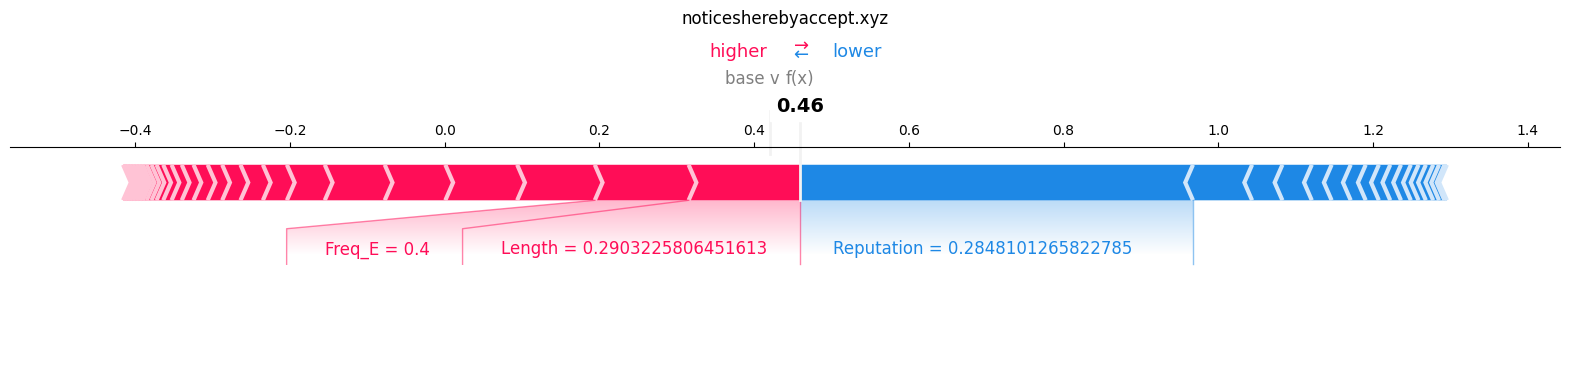 noticesherebyaccept.xyz
higher ⇄ lower
base v f(x)
0.46
−0.4 −0.2 0.0 0.2 0.4 0.6 0.8 1.0 1.2 1.4
Freq_E = 0.4 Length = 0.2903225806451613 Reputation = 0.2848101265822785